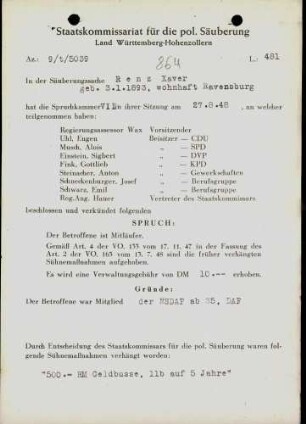 Staatskommissariat für die pol. Säuberung
Land Württemberg-Hohenzollern
Az.: 9/t/5039
864
L.: 481
In der Säuberungssache Renz Xaver
geb. 3.1.1893, wohnhaft Ravensburg
hat die Spruchkammer VII in ihrer Sitzung am 27.8.48 , an welcher
teilgenommen haben:
Regierungsassessor Wax Vorsitzender
Uhl, Eugen Beisitzer — CDU
Musch, Alois „ — SPD
Einstein, Sigbert „ — DVP
Fink, Gottlieb „ — KPD
Steinacher, Anton „ — Gewerkschaften
Schneckenburger, Josef „ — Berufsgruppe
Schwarz, Emil „ — Berufsgruppe
Reg.Ang. Hauer Vertreter des Staatskommissars
beschlossen und verkündet folgenden
SPRUCH:
Der Betroffene ist Mitläufer.
Gemäß Art. 4 der VO. 133 vom 17. 11. 47 in der Fassung des
Art. 2 der VO. 165 vom 13. 7. 48 sind die früher verhängten
Sühnemaßnahmen aufgehoben.
Es wird eine Verwaltungsgebühr von DM 10.-- erhoben.
Gründe:
Der Betroffene war Mitglied der NSDAP ab 35, DAF
Durch Entscheidung des Staatskommissars für die pol. Säuberung waren fol-
gende Sühnemaßnahmen verhängt worden:
"500.- RM Geldbusse, 11b auf 5 Jahre"